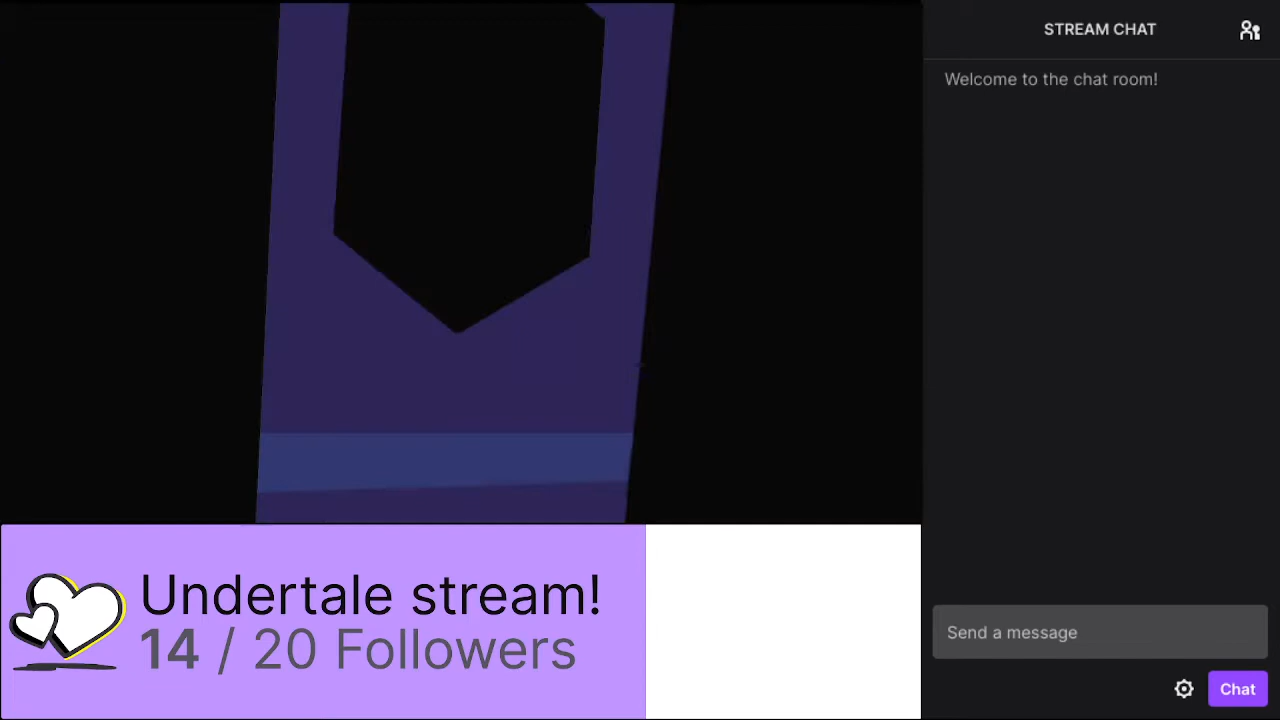 STREAM CHAT
Welcome to the chat room!
Undertale stream!
14 / 20 Followers
Send a message
Chat